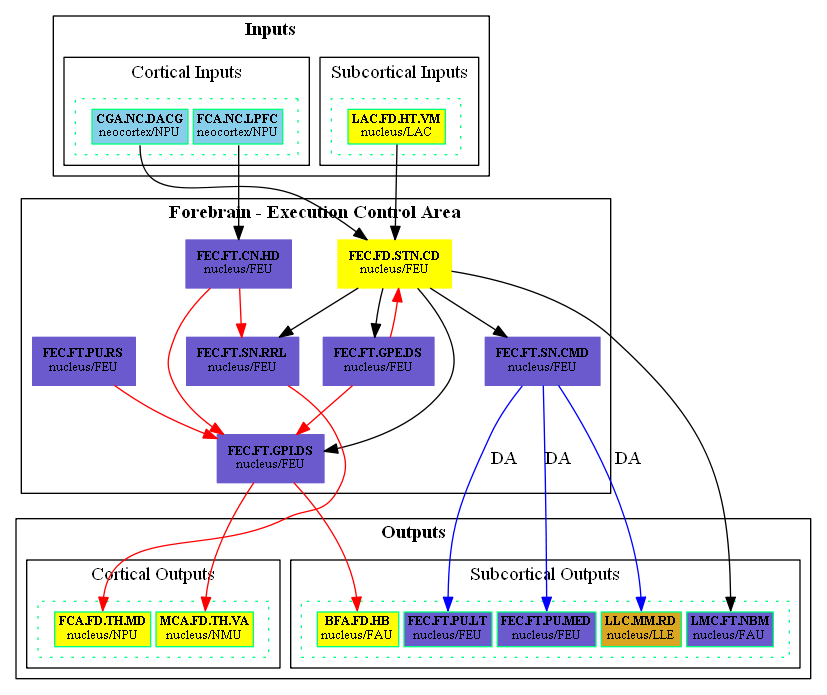 Inputs
Cortical Inputs
Subcortical Inputs
CGA.NC.DACG
neocortex/NPU
FCA.NC.LPFC
neocortex/NPU
LAC.FD.HT.VM
nucleus/LAC
Forebrain - Execution Control Area
FEC.FT.CN.HD
nucleus/FEU
FEC.FD.STN.CD
nucleus/FEU
FEC.FT.PU.RS
nucleus/FEU
FEC.FT.SN.RRL
nucleus/FEU
FEC.FT.GPE.DS
nucleus/FEU
FEC.FT.SN.CMD
nucleus/FEU
FEC.FT.GPI.DS
nucleus/FEU
DA
DA
DA
Outputs
Cortical Outputs
Subcortical Outputs
FCA.FD.TH.MD
nucleus/NPU
MCA.FD.TH.VA
nucleus/NMU
BFA.FD.HB
nucleus/FAU
FEC.FT.PU.LT
nucleus/FEU
FEC.FT.PU.MED
nucleus/FEU
LLC.MM.RD
nucleus/LLE
LMC.FT.NBM
nucleus/FAU